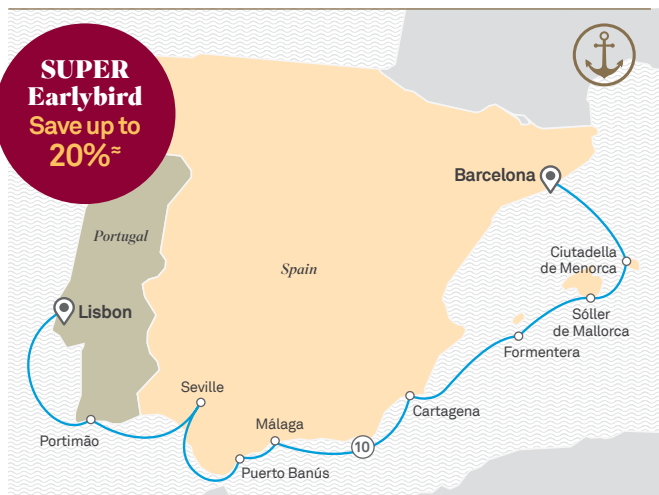 SUPER
Earlybird
Save up to
20%≈
Portugal
Spain
Barcelona
Ciutadella
de Menorca
Lisbon
Sóller
de Mallorca
Formentera
Seville
Cartagena
Málaga
Portimão
10
Puerto Banús